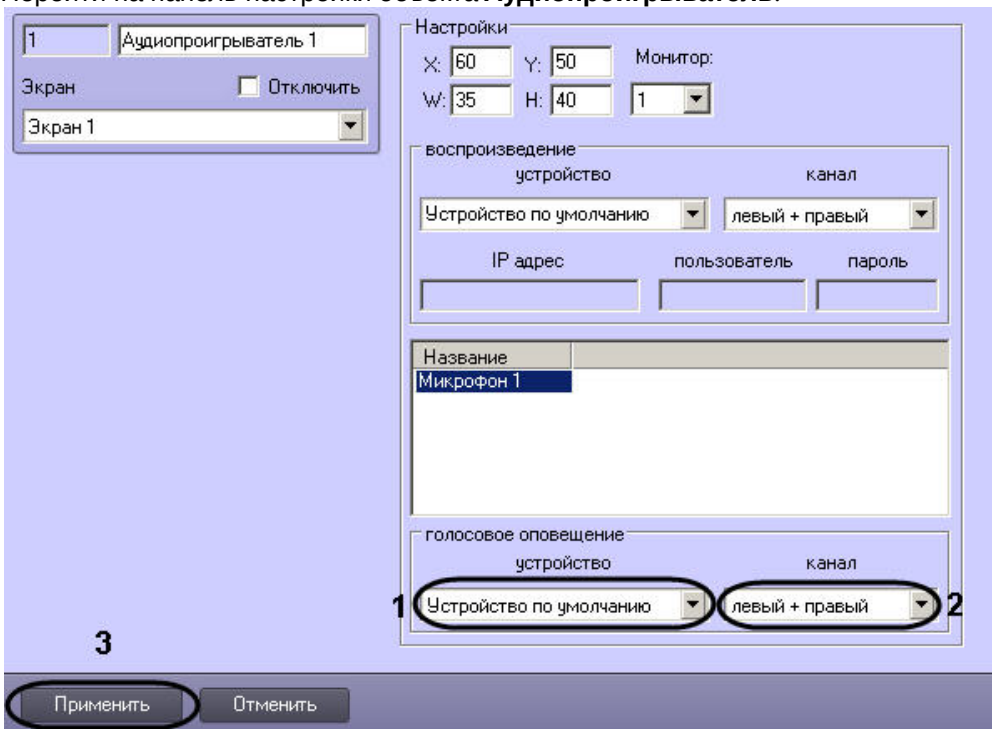 Перейти на панель настройки объекта Аудиопроигрыватель.
1 Аудиопроигрыватель 1
Экран Отключить
Экран 1
Настройки
X: 60 Y: 50 Монитор:
W: 35 H: 40 1
воспроизведение
устройство канал
Устройство по умолчанию левый + правый
IP адрес пользователь пароль
Название
Микрофон 1
голосовое оповещение
устройство канал
1 Устройство по умолчанию левый + правый 2
3
Применить Отменить